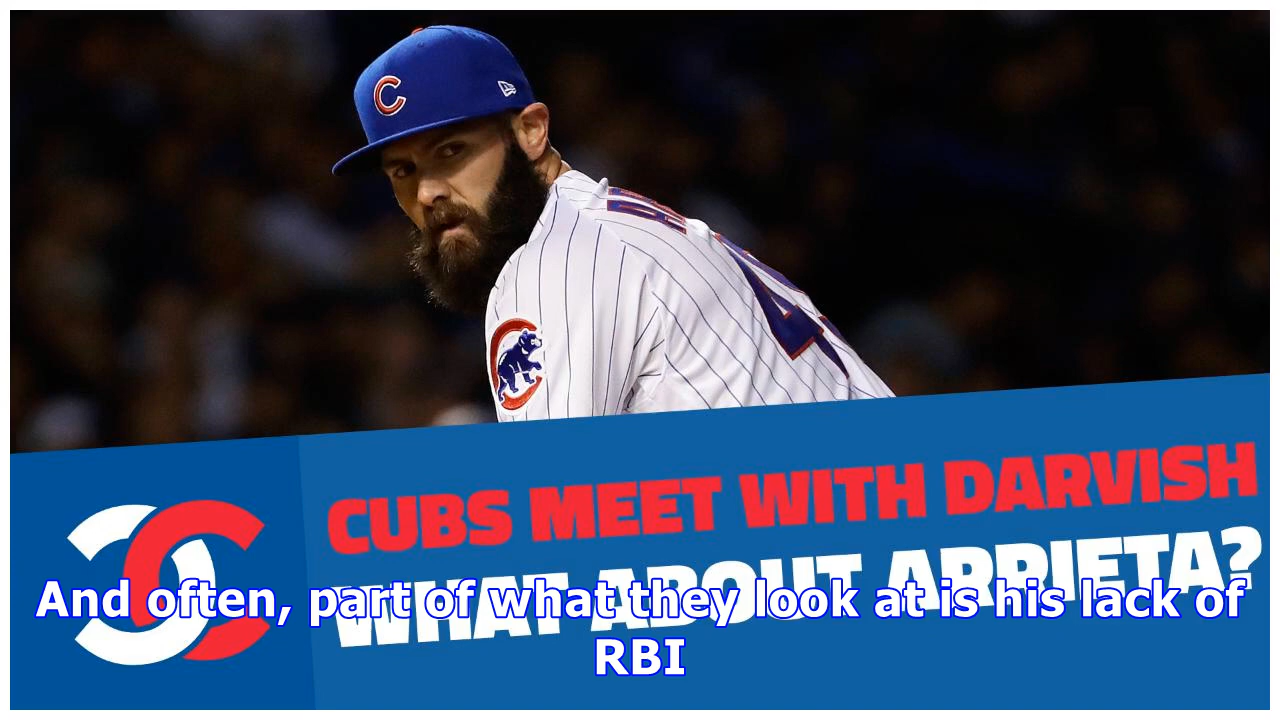 C
CUBS MEET WITH DARVISH
WHAT ABOUT ARRIETA?
And often, part of what they look at is his lack of
RBI